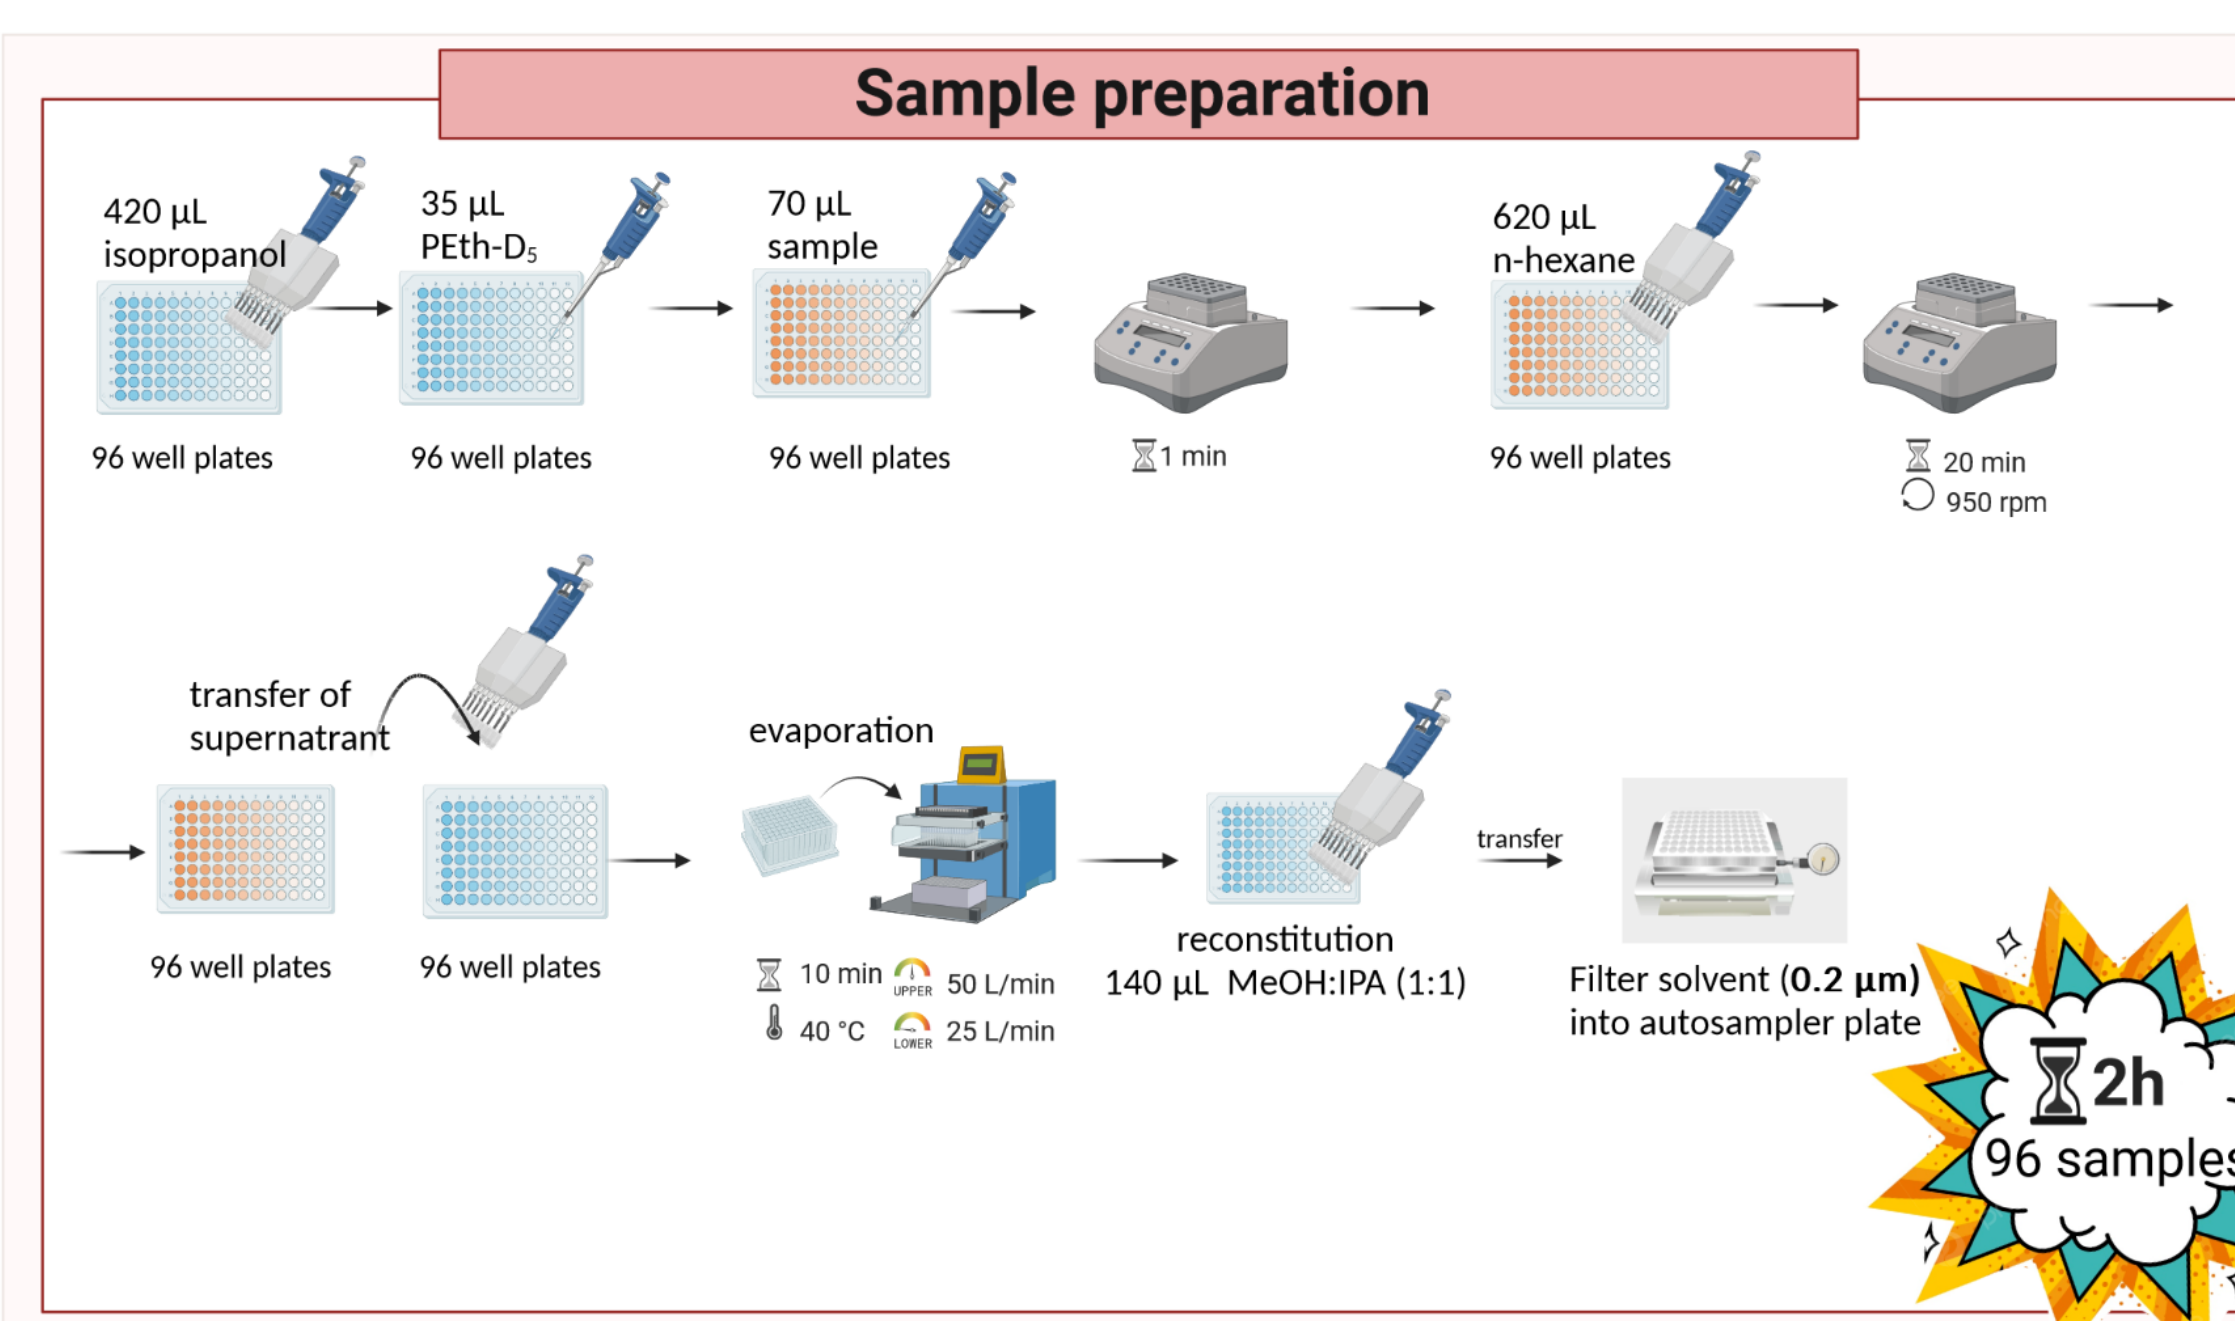 Sample preparation
420 µL
isopropanol
35 µL
PEth-D₅
70 µL
sample
620 µL
n-hexane
96 well plates
96 well plates
96 well plates
1 min
96 well plates
20 min
950 rpm
transfer of
supernatrant
evaporation
transfer
96 well plates
96 well plates
10 min
UPPER
50 L/min
40 °C
LOWER
25 L/min
reconstitution
140 µL MeOH:IPA (1:1)
Filter solvent (0.2 µm)
into autosampler plate
2h
96 samples